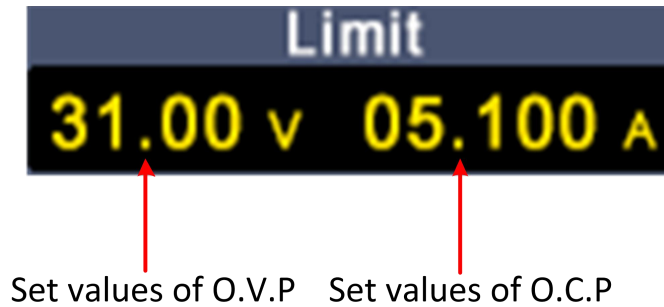 Limit
31.00 V 05.100 A
Set values of O.V.P Set values of O.C.P